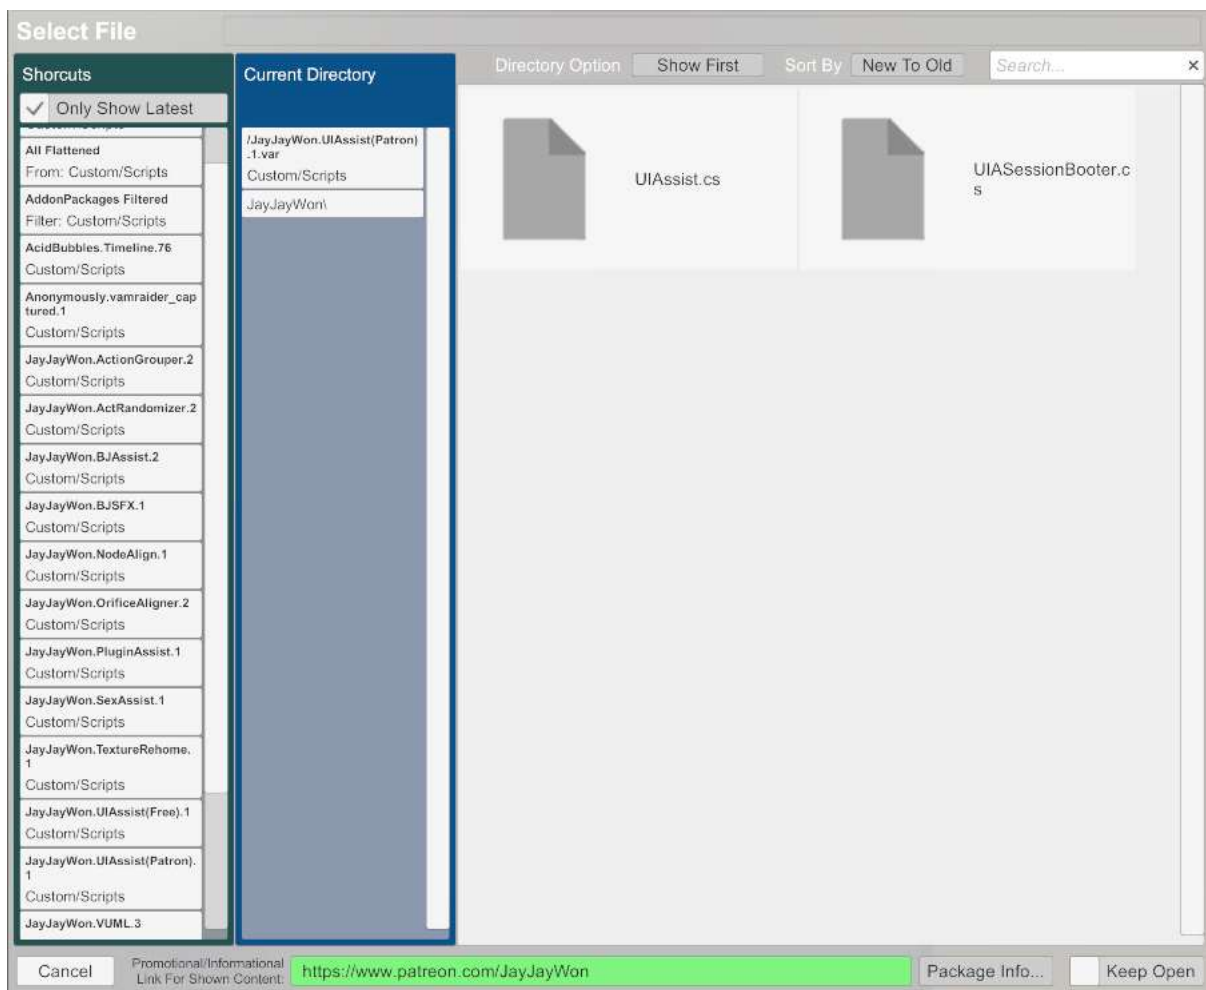 Select File
Shorcuts
Only Show Latest
All Flattened
From: Custom/Scripts
AddonPackages Filtered
Filter: Custom/Scripts
AcidBubbles.Timeline.76
Custom/Scripts
Anonymously.vamraider_cap
tured.1
Custom/Scripts
JayJayWon.ActionGrouper.2
Custom/Scripts
JayJayWon.ActRandomizer.2
Custom/Scripts
JayJayWon.BJAssist.2
Custom/Scripts
JayJayWon.BJSFX.1
Custom/Scripts
JayJayWon.NodeAlign.1
Custom/Scripts
JayJayWon.OrificeAligner.2
Custom/Scripts
JayJayWon.PluginAssist.1
Custom/Scripts
JayJayWon.SexAssist.1
Custom/Scripts
JayJayWon.TextureRehome.
1
Custom/Scripts
JayJayWon.UIAssist(Free).1
Custom/Scripts
JayJayWon.UIAssist(Patron).
1
Custom/Scripts
JayJayWon.VUML.3
Current Directory
/JayJayWon.UIAssist(Patron)
.1.var
Custom/Scripts
JayJayWon\
Directory Option Show First Sort By New To Old Search... ×
UIAssist.cs
UIASessionBooter.c
s
Cancel
Promotional/Informational
Link For Shown Content:
https://www.patreon.com/JayJayWon
Package Info...
Keep Open